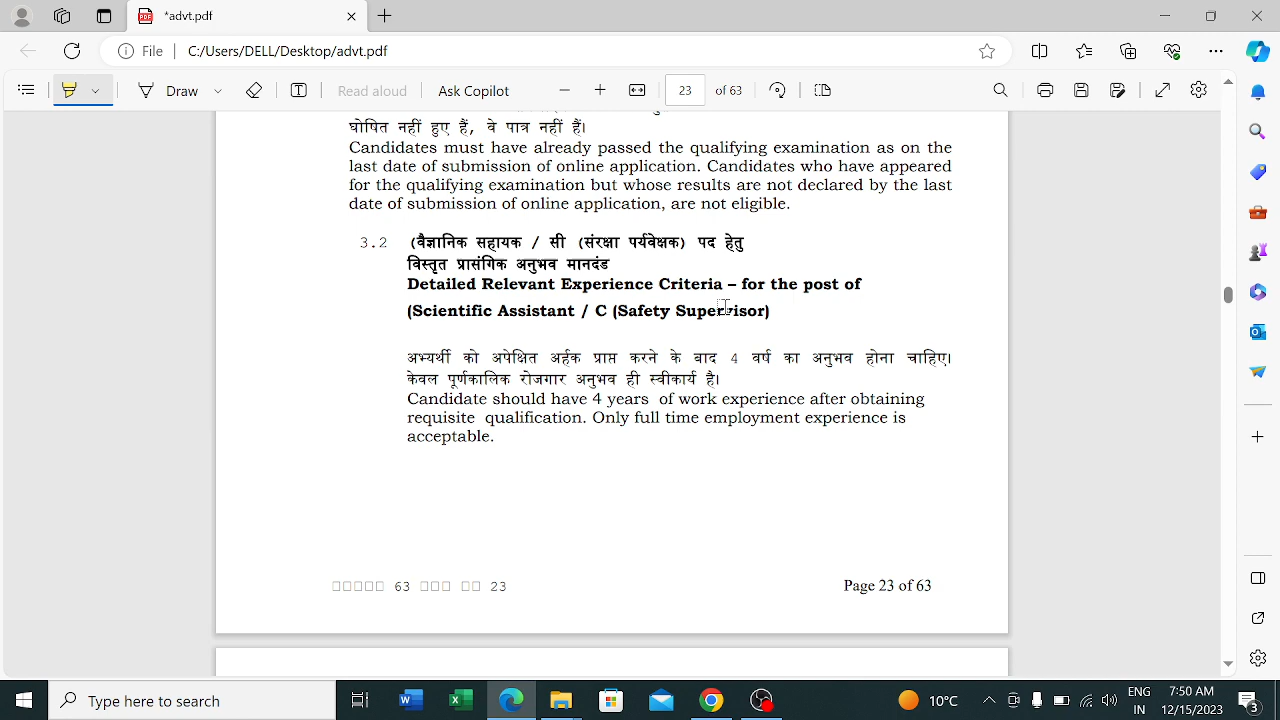 *advt.pdf
File
C:/Users/DELL/Desktop/advt.pdf
Draw
Read aloud
Ask Copilot
23
of 63
घोषित नहीं हुए हैं, वे पात्र नहीं हैं।
Candidates must have already passed the qualifying examination as on the
last date of submission of online application. Candidates who have appeared
for the qualifying examination but whose results are not declared by the last
date of submission of online application, are not eligible.
3.2 (वैज्ञानिक सहायक / सी (संरक्षा पर्यवेक्षक) पद हेतु
विस्तृत प्रासंगिक अनुभव मानदंड
Detailed Relevant Experience Criteria – for the post of
(Scientific Assistant / C (Safety Supervisor)
अभ्यर्थी को अपेक्षित अर्हक प्राप्त करने के बाद 4 वर्ष का अनुभव होना चाहिए।
केवल पूर्णकालिक रोजगार अनुभव ही स्वीकार्य है।
Candidate should have 4 years of work experience after obtaining
requisite qualification. Only full time employment experience is
acceptable.
□□□□□ 63 □□□ □□ 23
Page 23 of 63
Type here to search
10°C
ENG
IN
7:50 AM
12/15/2023
3